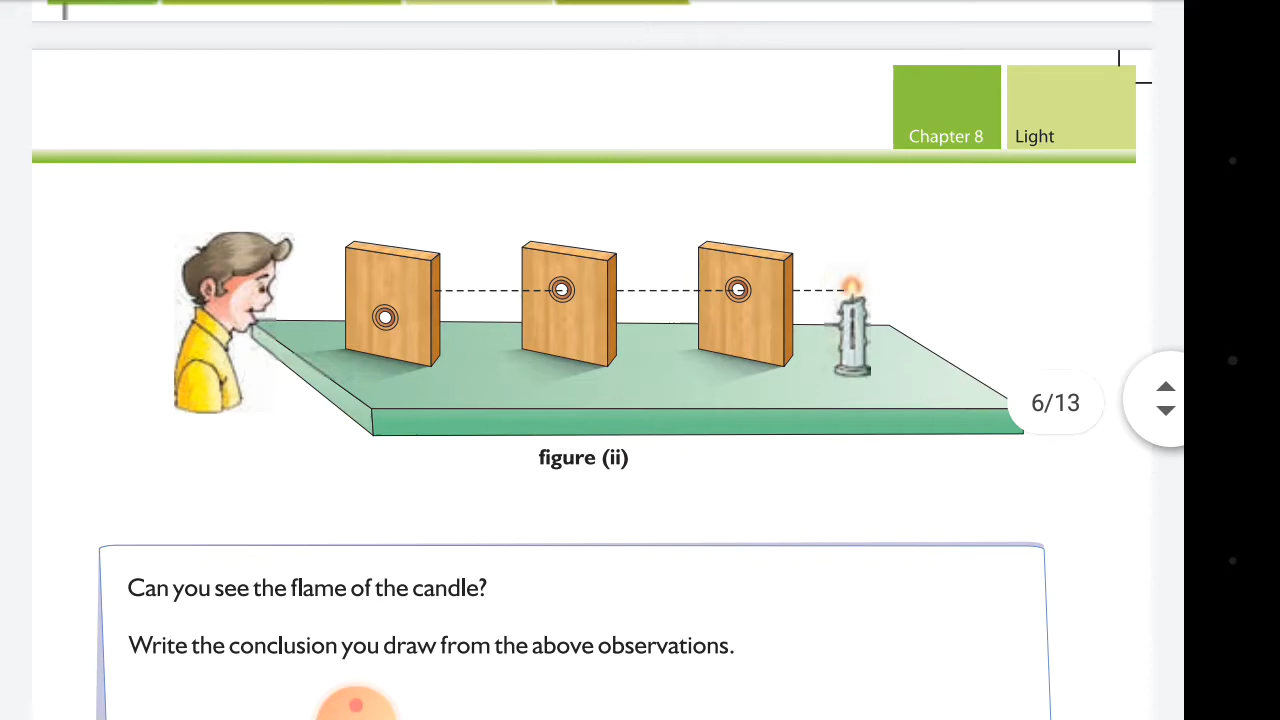 Chapter 8 Light
6/13
figure (ii)
Can you see the flame of the candle?
Write the conclusion you draw from the above observations.